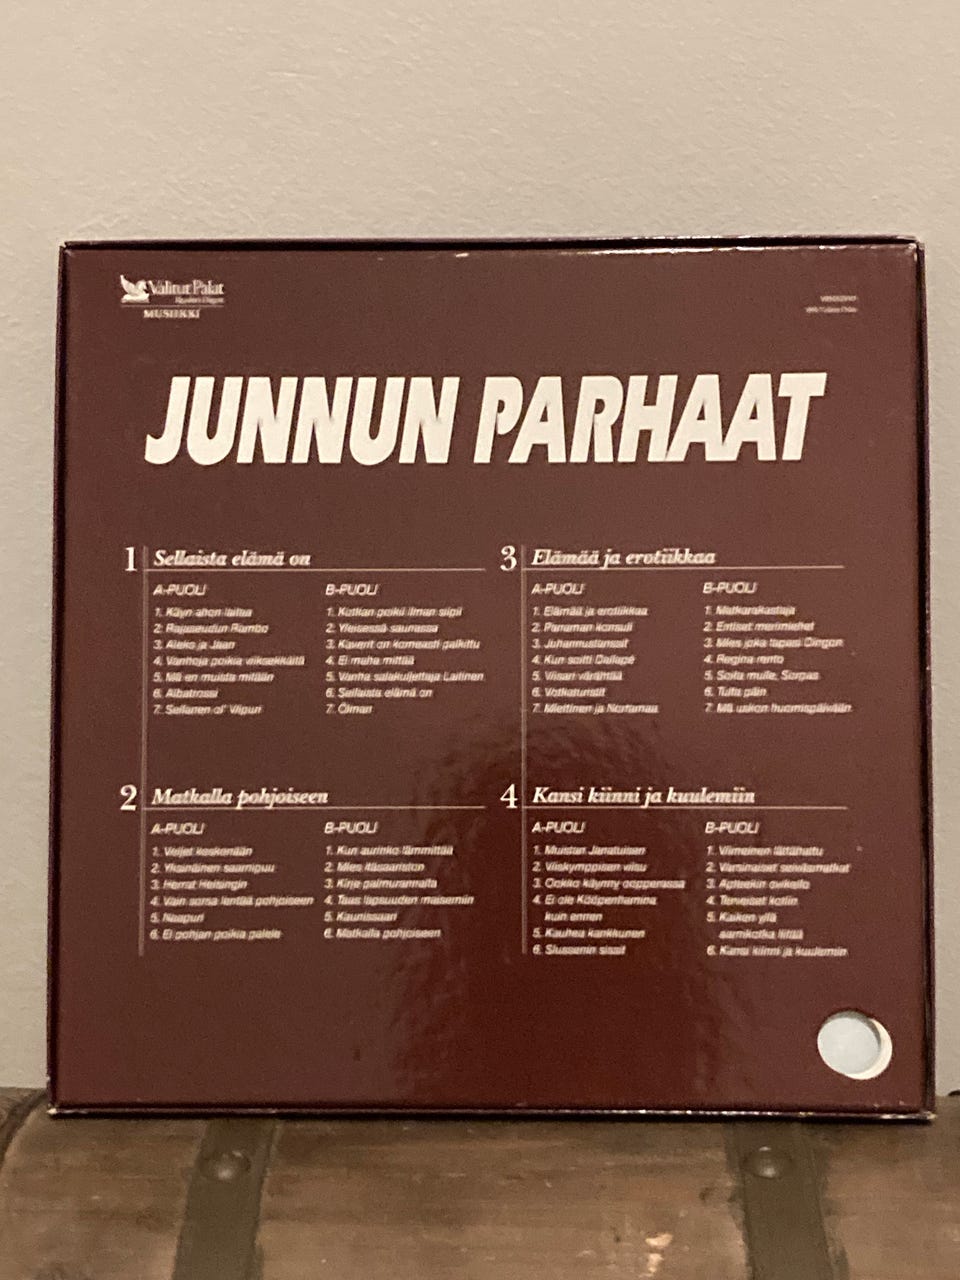 Valitut Palat
Reader's Digest
MUSIIKKI
JUNNUN PARHAAT
1 Sellaista elämä on
A-PUOLI
1. Käyn ahon laitaa
2. Rajaseudun Rambo
3. Aleko ja Jaan
4. Vanhoja poikia viiksekkäitä
5. Mä en muista mitään
6. Albatrossi
7. Sellanen ol' Viipuri
B-PUOLI
1. Kotkan poikii ilman siipii
2. Yleisessä saunassa
3. Kaverit on komeasti palkittu
4. Ei maha mittää
5. Vanha salakuljettaja Laitinen
6. Sellaista elämä on
7. Olman
2 Matkalla pohjoiseen
A-PUOLI
1. Veljet keskenään
2. Yksinäinen saarnipuu
3. Herrat Helsingin
4. Vain sorsa lentää pohjoiseen
5. Naapuri
6. Ei pohjan poikia palele
B-PUOLI
1. Kun aurinko lämmittää
2. Mies Käsaariston
3. Kirje palmurannalta
4. Taas lapsuuden maisemiin
5. Kaunissaari
6. Matkalla pohjoiseen
3 Elämää ja erotiikkaa
A-PUOLI
1. Elämää ja erotiikkaa
2. Panaman konsuli
3. Juhannustanssit
4. Kun soitti Dallapé
5. Viisari värähtää
6. Votkaturistit
7. Miettinen ja Nortamaa
B-PUOLI
1. Matkarakastaja
2. Entiset merimiehet
3. Mies joka tapasi Dingon
4. Regina rento
5. Soita mulle, Sorsas
6. Tulta päin
7. Mä uskon huomispäivään
4 Kansi kiinni ja kuulemiin
A-PUOLI
1. Muistan Janatuisen
2. Viiskymppisen viisu
3. Ookko käynny oopperassa
4. Ei ole Kööpenhamina
kuin ennen
5. Kauhea kankkunen
6. Slussenin sissit
B-PUOLI
1. Viimeinen lättähattu
2. Varsinaiset seiväsmatkat
3. Apteekin ovikello
4. Terveiset kotiin
5. Kaiken yllä
aarnikotka liitää
6. Kansi kiinni ja kuulemiin